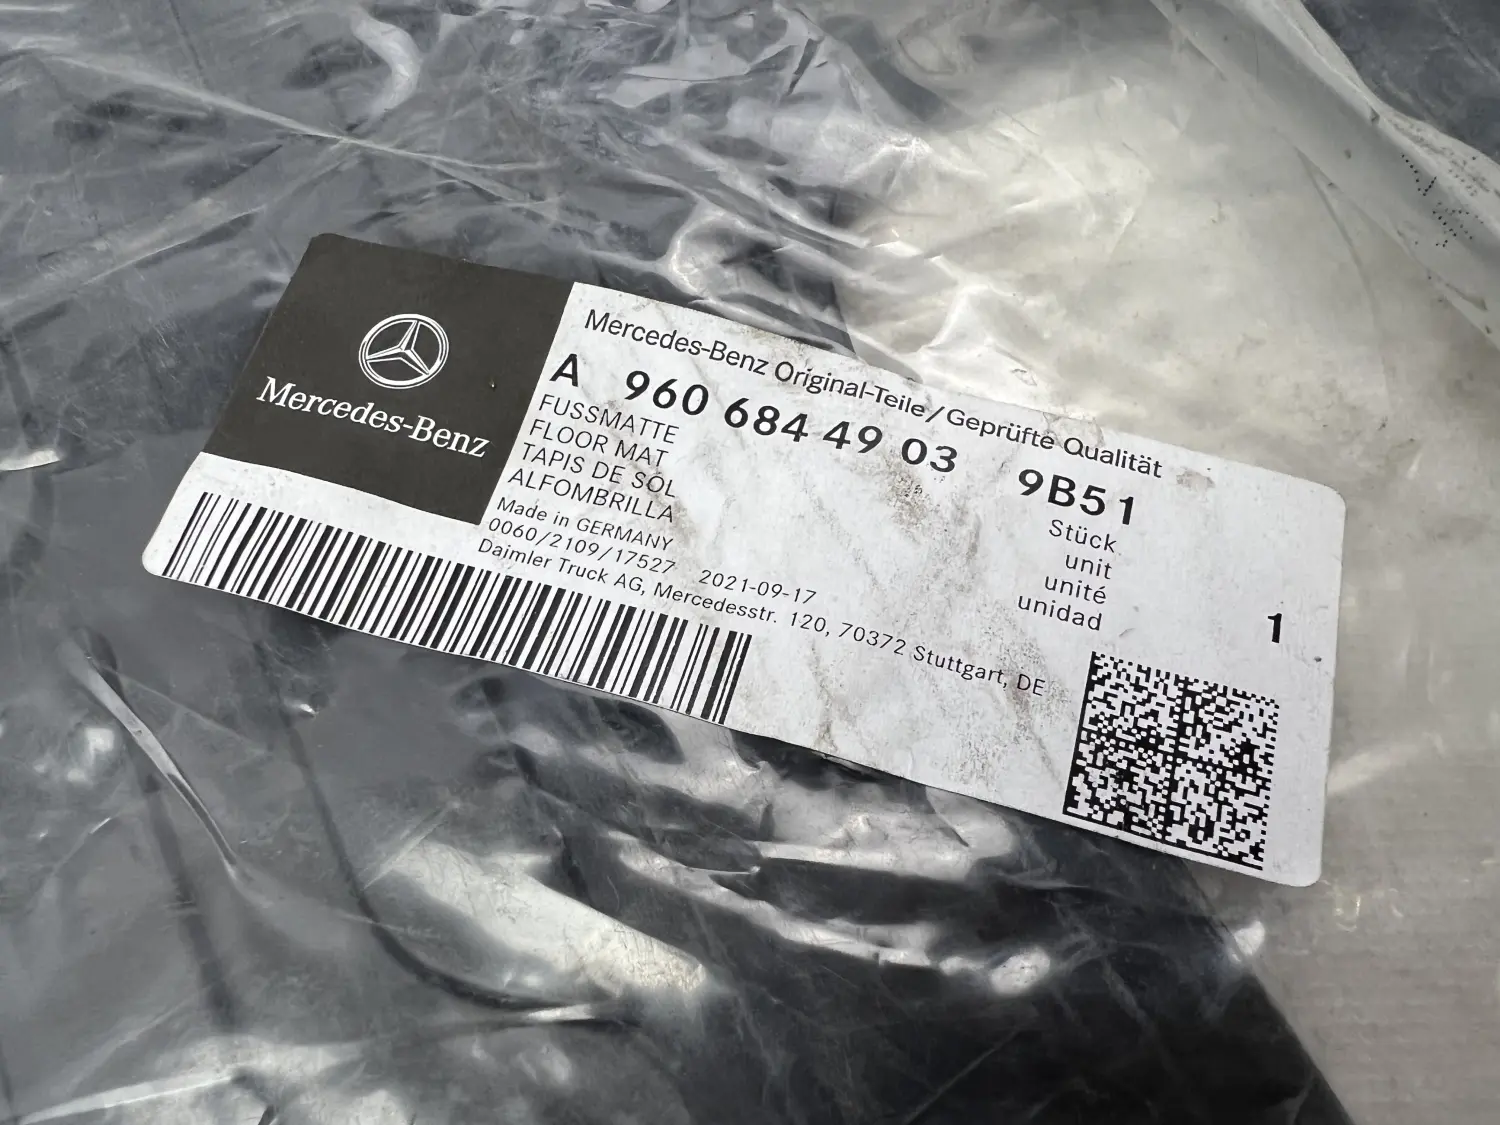 Mercedes-Benz
Mercedes-Benz Original-Teile/Geprüfte Qualität
A 960 684 49 03 9B51
FUSSMATTE
FLOOR MAT
TAPIS DE SOL
ALFOMBRILLA
Stück
unit
unité
unidad
1
Made in GERMANY
0060/2109/17527 2021-09-17
Daimler Truck AG, Mercedesstr. 120, 70372 Stuttgart, DE